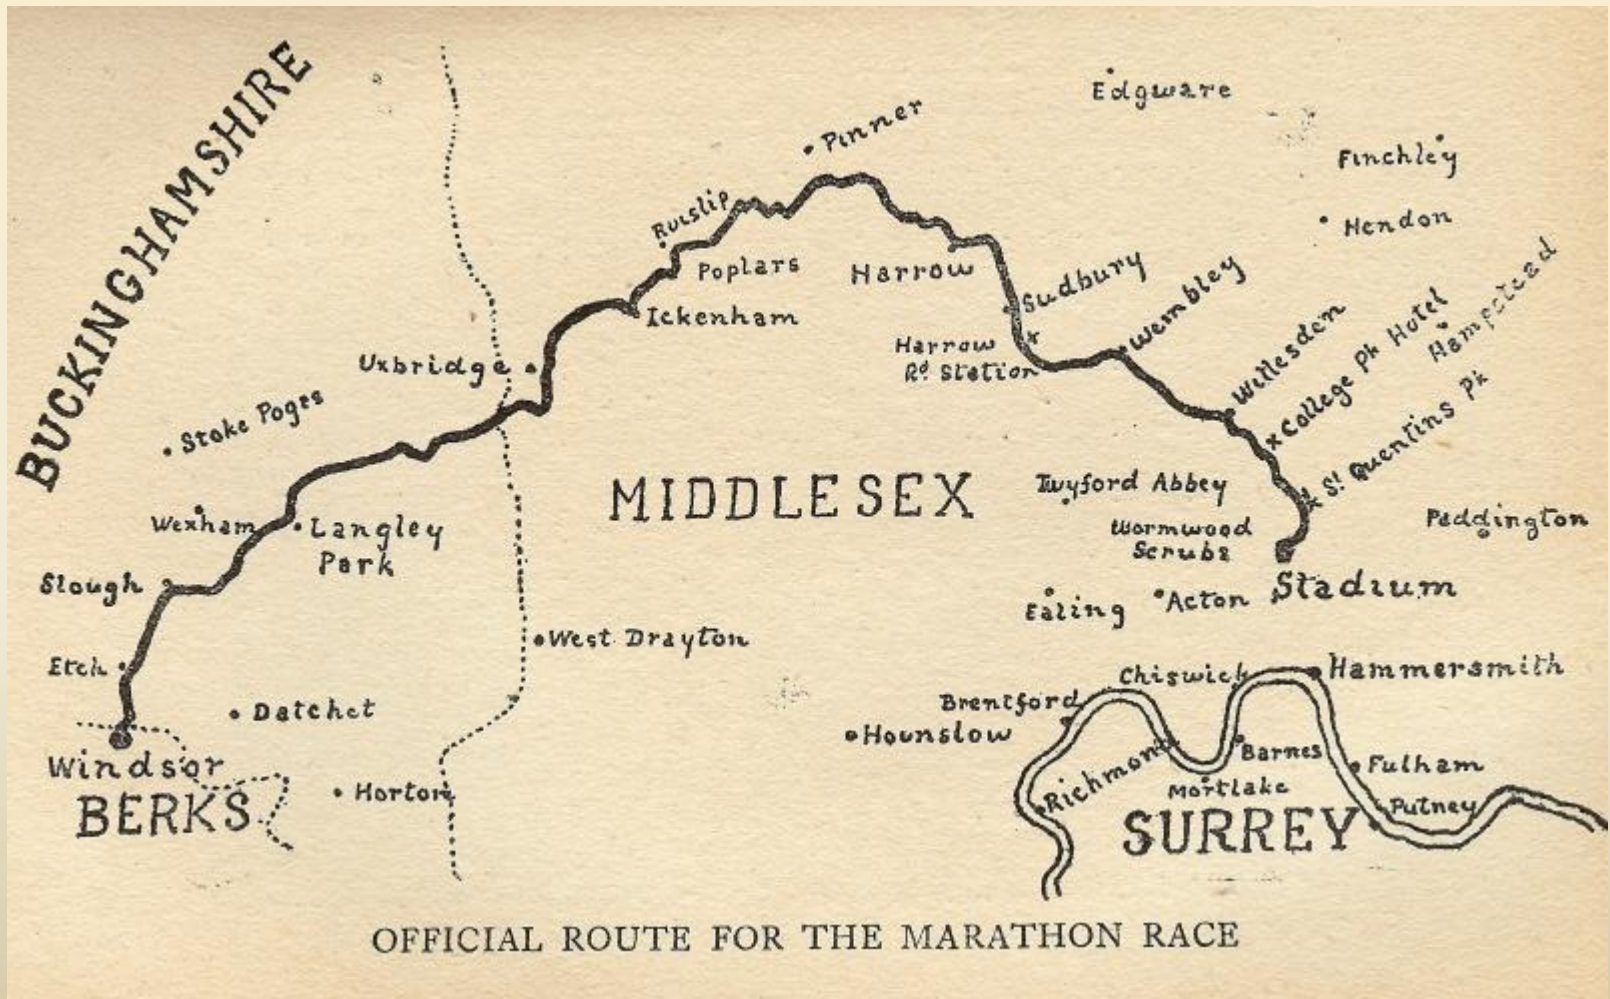 BUCKINGHAMSHIRE
Edgware
Pinner
Finchley
Hendon
Ruislip
Poplars
Harrow
Sudbury
Wembley
Ickenham
Harrow
Rd. Station
Willesden
College Pk Hotel
Hampstead
Uxbridge
Stoke Poges
St. Quentins Pk
MIDDLESEX
Twyford Abbey
Wexham
Langley
Park
Wormwood
Scrubs
Paddington
Slough
Stadium
Ealing
Acton
West Drayton
Etch
Chiswick
Hammersmith
Datchet
Brentford
Hounslow
Richmond
Barnes
Fulham
Windsor
Mortlake
Horton
Putney
BERKS
SURREY
OFFICIAL ROUTE FOR THE MARATHON RACE